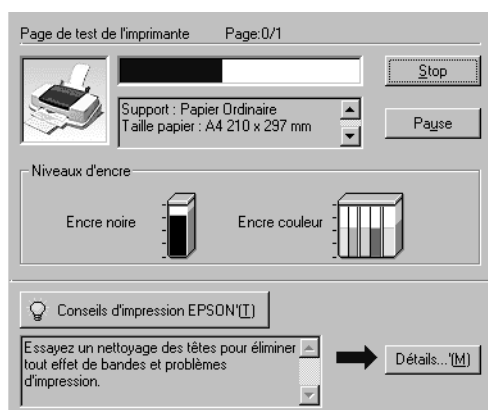 Page de test de l'imprimante Page:0/1
Stop
Support : Papier Ordinaire
Taille papier : A4 210 x 297 mm
Pause
Niveaux d'encre
Encre noire Encre couleur
Conseils d'impression EPSON'(T)
Essayez un nettoyage des têtes pour éliminer
tout effet de bandes et problèmes
d'impression.
Détails...'(M)